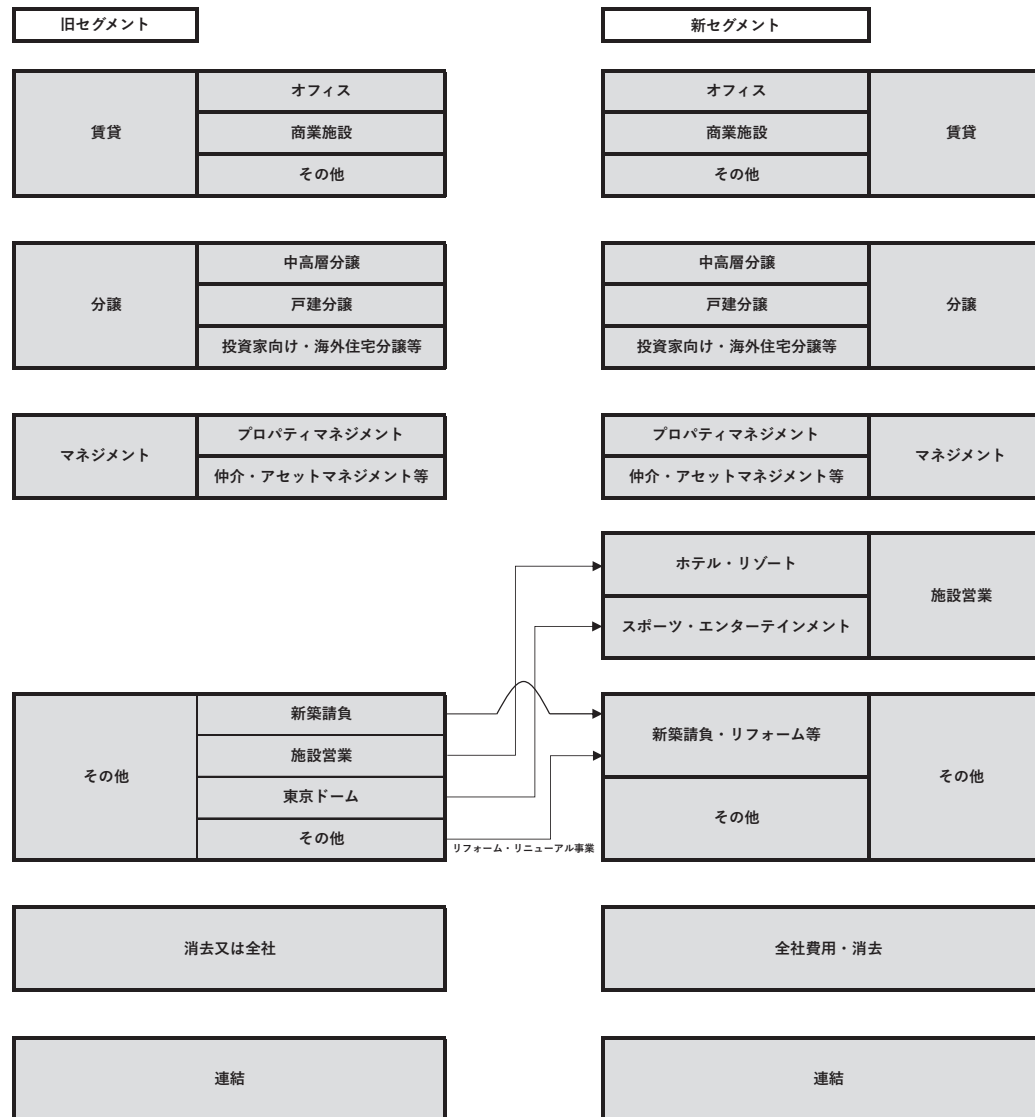 旧セグメント
新セグメント
賃貸
オフィス
商業施設
その他
オフィス
商業施設
その他
賃貸
分譲
中高層分譲
戸建分譲
投資家向け・海外住宅分譲等
中高層分譲
戸建分譲
投資家向け・海外住宅分譲等
分譲
マネジメント
プロパティマネジメント
仲介・アセットマネジメント等
プロパティマネジメント
仲介・アセットマネジメント等
マネジメント
ホテル・リゾート
スポーツ・エンターテインメント
施設営業
その他
新築請負
施設営業
東京ドーム
その他
リフォーム・リニューアル事業
新築請負・リフォーム等
その他
その他
消去又は全社
全社費用・消去
連結
連結